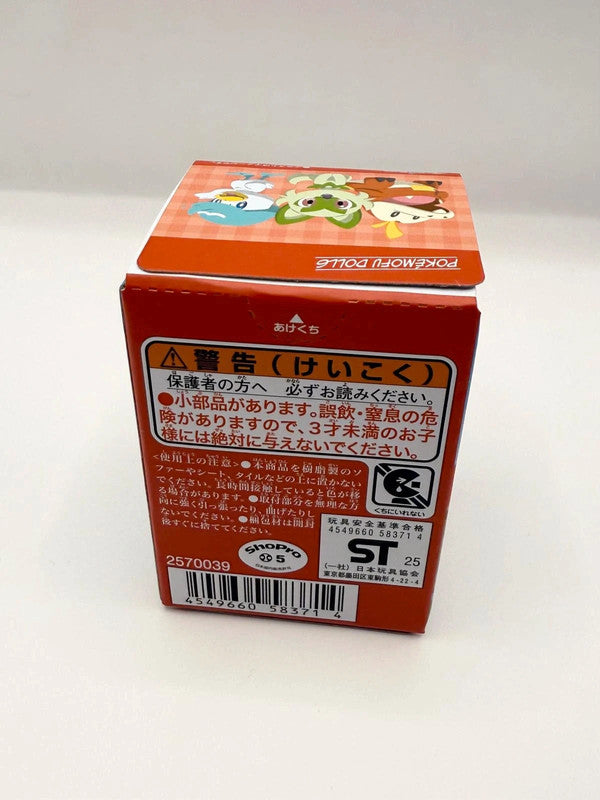 POKÉMOFU DOLL6
あけくち
警告(けいこく)
保護者の方へ 必ずお読みください。
●小部品があります。誤飲・窒息の危
険がありますので、3才未満のお子
様には絶対に与えないでください。
<使用上の注意> ●本商品を樹脂製のソ
ファーやシート、タイルなどの上に置かない
でください。長時間接触していると色が移
る場合があります。●取付部分を無理な方
向に強く引っ張ったり、曲げたりし
ないでください。●梱包材は開封
後すぐに捨ててください。
くちにいれない
玩具安全基準合格
4549660 58371 4
ST 25
(一社)日本玩具協会
東京都墨田区東駒形4-22-4
ShoPro
5
2570039
4549660 583714